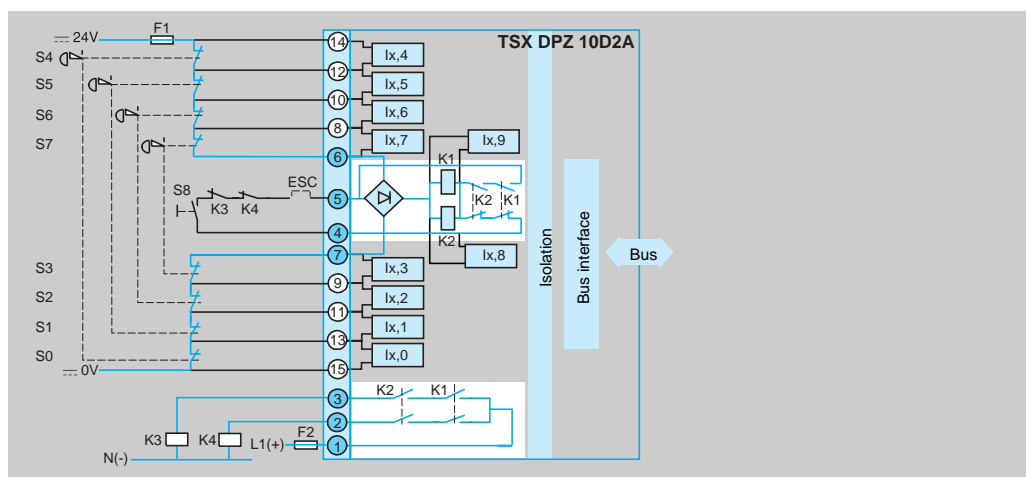 F1
24V
TSX DPZ 10D2A
14
S4
Ix,4
12
S5
Ix,5
10
S6
Ix,6
8
S7
Ix,7
Ix,9
6
K1
S8
ESC
5
K3
K4
K2
K1
4
K2
7
Ix,8
S3
Ix,3
9
S2
Ix,2
11
S1
Ix,1
13
S0
Ix,0
0V
15
Isolation
Bus interface
Bus
K2
K1
3
2
K3
K4
L1(+)
F2
1
N(-)